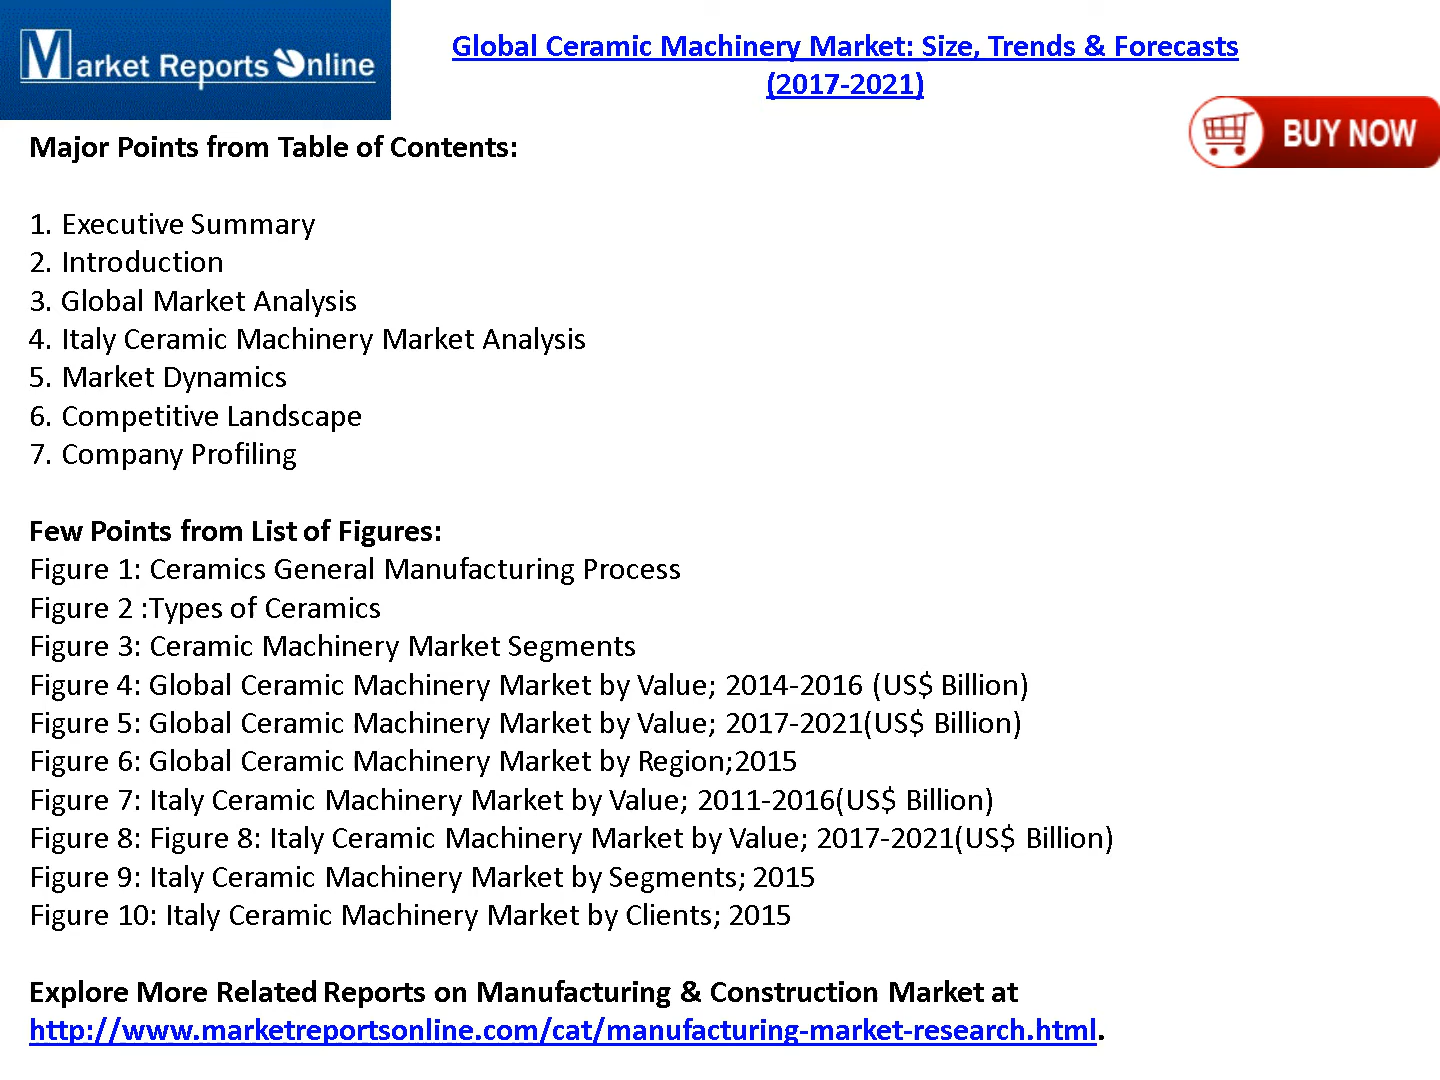 Market Reports Online
Global Ceramic Machinery Market: Size, Trends & Forecasts
(2017-2021)
BUY NOW
Major Points from Table of Contents:
1. Executive Summary
2. Introduction
3. Global Market Analysis
4. Italy Ceramic Machinery Market Analysis
5. Market Dynamics
6. Competitive Landscape
7. Company Profiling
Few Points from List of Figures:
Figure 1: Ceramics General Manufacturing Process
Figure 2 :Types of Ceramics
Figure 3: Ceramic Machinery Market Segments
Figure 4: Global Ceramic Machinery Market by Value; 2014-2016 (US$ Billion)
Figure 5: Global Ceramic Machinery Market by Value; 2017-2021(US$ Billion)
Figure 6: Global Ceramic Machinery Market by Region;2015
Figure 7: Italy Ceramic Machinery Market by Value; 2011-2016(US$ Billion)
Figure 8: Figure 8: Italy Ceramic Machinery Market by Value; 2017-2021(US$ Billion)
Figure 9: Italy Ceramic Machinery Market by Segments; 2015
Figure 10: Italy Ceramic Machinery Market by Clients; 2015
Explore More Related Reports on Manufacturing & Construction Market at
http://www.marketreportsonline.com/cat/manufacturing-market-research.html.